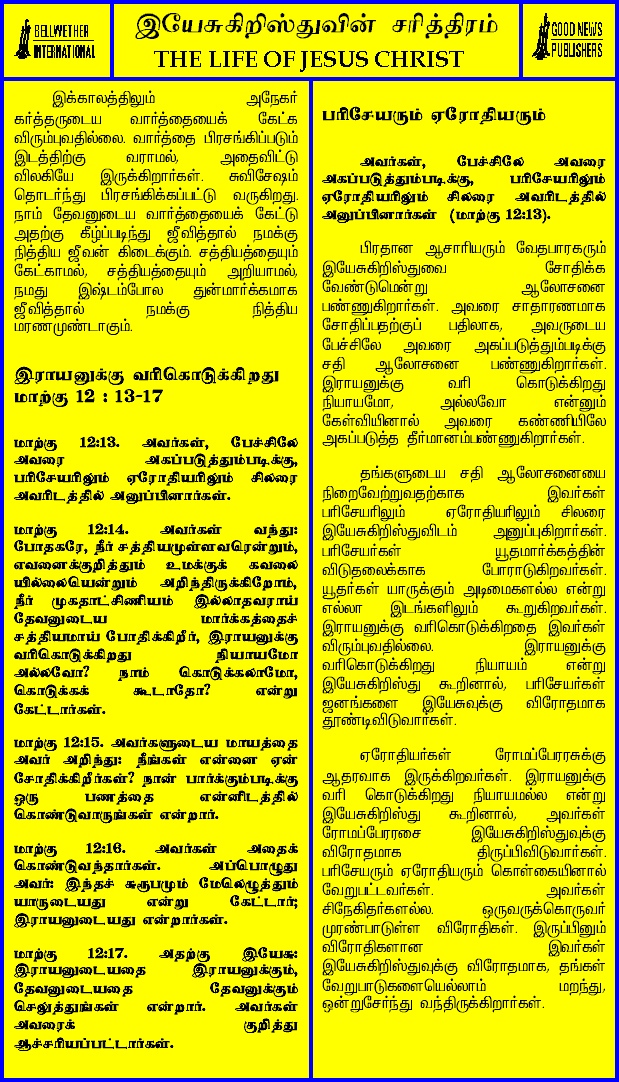 BELLWETHER
INTERNATIONAL
இயேசுகிறிஸ்துவின் சரித்திரம்
THE LIFE OF JESUS CHRIST
GOOD NEWS
PUBLISHERS
இக்காலத்திலும் அநேகர்
கர்த்தருடைய வார்த்தையைக் கேட்க
விரும்புவதில்லை. வார்த்தை பிரசங்கிப்படும்
இடத்திற்கு வராமல், அதைவிட்டு
விலகியே இருக்கிறார்கள். சுவிசேஷம்
தொடர்ந்து பிரசங்கிக்கப்பட்டு வருகிறது.
நாம் தேவனுடைய வார்த்தையைக் கேட்டு
அதற்கு கீழ்ப்படிந்து ஜீவித்தால் நமக்கு
நித்திய ஜீவன் கிடைக்கும். சத்தியத்தையும்
கேட்காமல், சத்தியத்தையும் அறியாமல்,
நமது இஷ்டம்போல துன்மார்க்கமாக
ஜீவித்தால் நமக்கு நித்திய
மரணமுண்டாகும்.
இராயனுக்கு வரிகொடுக்கிறது
மாற்கு 12 : 13-17
மாற்கு 12:13. அவர்கள், பேச்சிலே
அவரை அகப்படுத்தும்படிக்கு,
பரிசேயரிலும் ஏரோதியரிலும் சிலரை
அவரிடத்தில் அனுப்பினார்கள்.
மாற்கு 12:14. அவர்கள் வந்து:
போதகரே, நீர் சத்தியமுள்ளவரென்றும்,
எவனைக்குறித்தும் உமக்குக் கவலை
யில்லையென்றும் அறிந்திருக்கிறோம்,
நீர் முகதாட்சிணியம் இல்லாதவராய்
தேவனுடைய மார்க்கத்தைச்
சத்தியமாய் போதிக்கிறீர், இராயனுக்கு
வரிகொடுக்கிறது நியாயமோ
அல்லவோ? நாம் கொடுக்கலாமோ,
கொடுக்கக் கூடாதோ? என்று
கேட்டார்கள்.
மாற்கு 12:15. அவர்களுடைய மாயத்தை
அவர் அறிந்து: நீங்கள் என்னை ஏன்
சோதிக்கிறீர்கள்? நான் பார்க்கும்படிக்கு
ஒரு பணத்தை என்னிடத்தில்
கொண்டுவாருங்கள் என்றார்.
மாற்கு 12:16. அவர்கள் அதைக்
கொண்டுவந்தார்கள். அப்பொழுது
அவர்: இந்தச் சுரூபமும் மேலெழுத்தும்
யாருடையது என்று கேட்டார்;
இராயனுடையது என்றார்கள்.
மாற்கு 12:17. அதற்கு இயேசு:
இராயனுடையதை இராயனுக்கும்,
தேவனுடையதை தேவனுக்கும்
செலுத்துங்கள் என்றார். அவர்கள்
அவரைக் குறித்து
ஆச்சரியப்பட்டார்கள்.
பரிசேயரும் ஏரோதியரும்
அவர்கள், பேச்சிலே அவரை
அகப்படுத்தும்படிக்கு, பரிசேயரிலும்
ஏரோதியரிலும் சிலரை அவரிடத்தில்
அனுப்பினார்கள் (மாற்கு 12:13).
பிரதான ஆசாரியரும் வேதபாரகரும்
இயேசுகிறிஸ்துவை சோதிக்க
வேண்டுமென்று ஆலோசனை
பண்ணுகிறார்கள். அவரை சாதாரணமாக
சோதிப்பதற்குப் பதிலாக, அவருடைய
பேச்சிலே அவரை அகப்படுத்தும்படிக்கு
சதி ஆலோசனை பண்ணுகிறார்கள்.
இராயனுக்கு வரி கொடுக்கிறது
நியாயமோ, அல்லவோ என்னும்
கேள்வியினால் அவரை கண்ணியிலே
அகப்படுத்த தீர்மானம்பண்ணுகிறார்கள்.
தங்களுடைய சதி ஆலோசனையை
நிறைவேற்றுவதற்காக இவர்கள்
பரிசேயரிலும் ஏரோதியரிலும் சிலரை
இயேசுகிறிஸ்துவிடம் அனுப்புகிறார்கள்.
பரிசேயர்கள் யூதமார்க்கத்தின்
விடுதலைக்காக போராடுகிறவர்கள்.
யூதர்கள் யாருக்கும் அடிமைகளல்ல என்று
எல்லா இடங்களிலும் கூறுகிறவர்கள்.
இராயனுக்கு வரிகொடுக்கிறதை இவர்கள்
விரும்புவதில்லை. இராயனுக்கு
வரிகொடுக்கிறது நியாயம் என்று
இயேசுகிறிஸ்து கூறினால், பரிசேயர்கள்
ஜனங்களை இயேசுவுக்கு விரோதமாக
தூண்டிவிடுவார்கள்.
ஏரோதியர்கள் ரோமப்பேரரசுக்கு
ஆதரவாக இருக்கிறவர்கள். இராயனுக்கு
வரி கொடுக்கிறது நியாயமல்ல என்று
இயேசுகிறிஸ்து கூறினால், அவர்கள்
ரோமப்பேரரசை இயேசுகிறிஸ்துவுக்கு
விரோதமாக திருப்பிவிடுவார்கள்.
பரிசேயரும் ஏரோதியரும் கொள்கையினால்
வேறுபட்டவர்கள். அவர்கள்
சிநேகிதர்களல்ல. ஒருவருக்கொருவர்
முரண்பாடுள்ள விரோதிகள். இருப்பினும்
விரோதிகளான இவர்கள்
இயேசுகிறிஸ்துவுக்கு விரோதமாக, தங்கள்
வேறுபாடுகளையெல்லாம் மறந்து,
ஒன்றுசேர்ந்து வந்திருக்கிறார்கள்.